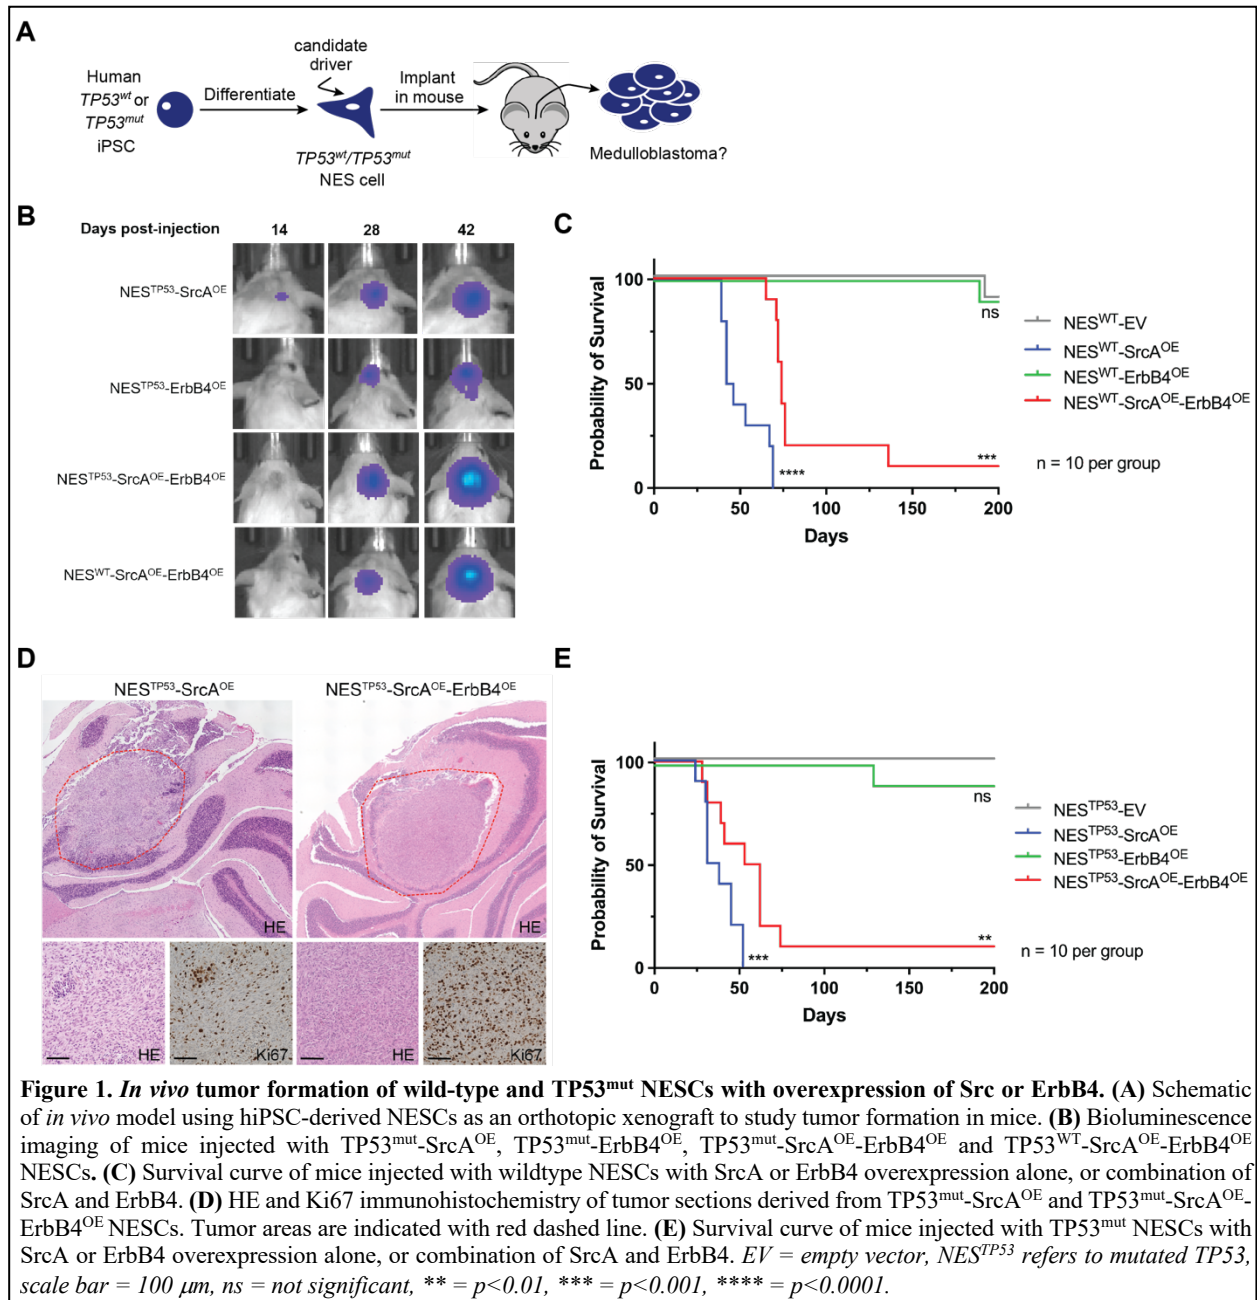 A
Human
TP53wt or
TP53mut
iPSC
Differentiate
candidate
driver
TP53wt/TP53mut
NES cell
Implant
in mouse
Medulloblastoma?
B
Days post-injection 14 28 42
NESTP53-SrcAOE
NESTP53-ErbB4OE
NESTP53-SrcAOE-ErbB4OE
NESWT-SrcAOE-ErbB4OE
C
Probability of Survival
100
50
0
0 50 100 150 200
Days
ns
***
****
NESWT-EV
NESWT-SrcAOE
NESWT-ErbB4OE
NESWT-SrcAOE-ErbB4OE
n = 10 per group
D
NESTP53-SrcAOE NESTP53-SrcAOE-ErbB4OE
HE HE
HE Ki67 HE Ki67
E
Probability of Survival
100
50
0
0 50 100 150 200
Days
ns
**
***
NESTP53-EV
NESTP53-SrcAOE
NESTP53-ErbB4OE
NESTP53-SrcAOE-ErbB4OE
n = 10 per group
Figure 1. In vivo tumor formation of wild-type and TP53mut NESCs with overexpression of Src or ErbB4. (A) Schematic
of in vivo model using hiPSC-derived NESCs as an orthotopic xenograft to study tumor formation in mice. (B) Bioluminescence
imaging of mice injected with TP53mut-SrcAOE, TP53mut-ErbB4OE, TP53mut-SrcAOE-ErbB4OE and TP53WT-SrcAOE-ErbB4OE
NESCs. (C) Survival curve of mice injected with wildtype NESCs with SrcA or ErbB4 overexpression alone, or combination of
SrcA and ErbB4. (D) HE and Ki67 immunohistochemistry of tumor sections derived from TP53mut-SrcAOE and TP53mut-SrcAOE-
ErbB4OE NESCs. Tumor areas are indicated with red dashed line. (E) Survival curve of mice injected with TP53mut NESCs with
SrcA or ErbB4 overexpression alone, or combination of SrcA and ErbB4. EV = empty vector, NESTP53 refers to mutated TP53,
scale bar = 100 μm, ns = not significant, ** = p<0.01, *** = p<0.001, **** = p<0.0001.